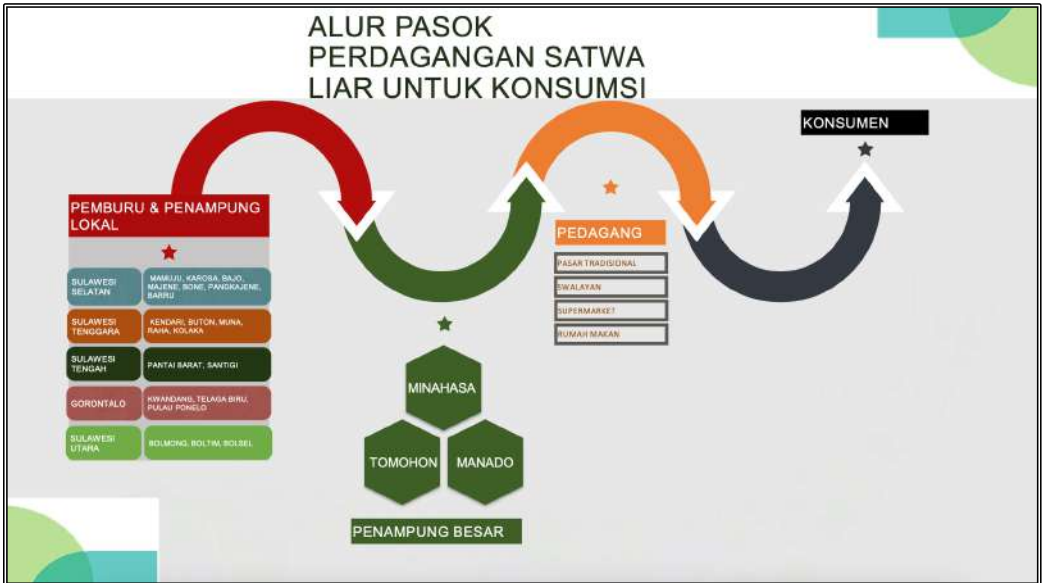 ALUR PASOK
PERDAGANGAN SATWA
LIAR UNTUK KONSUMSI
PEMBURU & PENAMPUNG
LOKAL
SULAWESI
SELATAN
MAMUJU, KAROSA, BAJO,
MAJENE, BONE, PANGKAJENE,
BARRU
SULAWESI
TENGGARA
KENDARI, BUTON, MUNA,
RAHA, KOLAKA
SULAWESI
TENGAH
PANTAI BARAT, SANTIGI
GORONTALO
KWANDANG, TELAGA BIRU,
PULAU PONELO
SULAWESI
UTARA
BOLMONG, BOLTIM, BOLSEL
MINAHASA
TOMOHON
MANADO
PENAMPUNG BESAR
PEDAGANG
PASAR TRADISIONAL
SWALAYAN
SUPERMARKET
RUMAH MAKAN
KONSUMEN